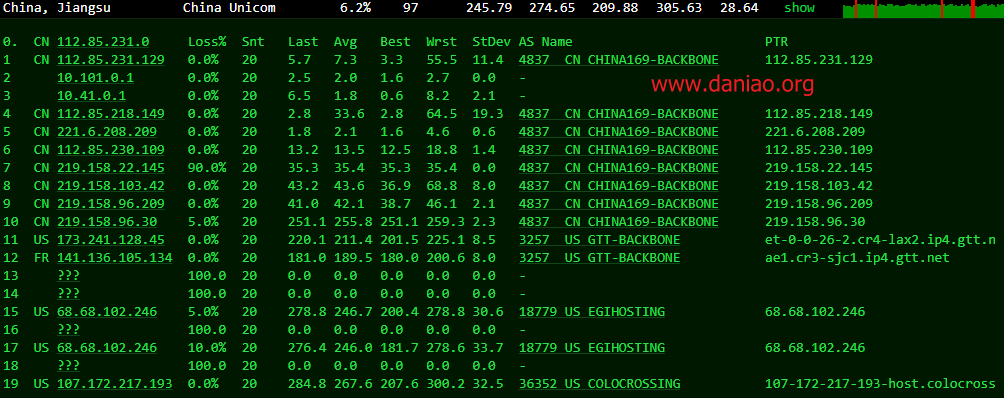 China, Jiangsu China Unicom 6.2% 97 245.79 274.65 209.88 305.63 28.64 show
0. CN 112.85.231.0 Loss% Snt Last Avg Best Wrst StDev AS Name PTR
1 CN 112.85.231.129 0.0% 20 5.7 7.3 3.3 55.5 11.4 4837 CN CHINA169-BACKBONE 112.85.231.129
2 10.101.0.1 0.0% 20 2.5 2.0 1.6 2.7 0.0 -
www.daniao.org
3 10.41.0.1 0.0% 20 6.5 1.8 0.6 8.2 2.1 -
4 CN 112.85.218.149 0.0% 20 2.8 33.6 2.8 64.5 19.3 4837 CN CHINA169-BACKBONE 112.85.218.149
5 CN 221.6.208.209 0.0% 20 1.8 2.1 1.6 4.6 0.6 4837 CN CHINA169-BACKBONE 221.6.208.209
6 CN 112.85.230.109 0.0% 20 13.2 13.5 12.5 18.8 1.4 4837 CN CHINA169-BACKBONE 112.85.230.109
7 CN 219.158.22.145 90.0% 20 35.3 35.4 35.3 35.4 0.0 4837 CN CHINA169-BACKBONE 219.158.22.145
8 CN 219.158.103.42 0.0% 20 43.2 43.6 36.9 68.8 8.0 4837 CN CHINA169-BACKBONE 219.158.103.42
9 CN 219.158.96.209 0.0% 20 41.0 42.1 38.7 46.1 2.1 4837 CN CHINA169-BACKBONE 219.158.96.209
10 CN 219.158.96.30 5.0% 20 251.1 255.8 251.1 259.3 2.3 4837 CN CHINA169-BACKBONE 219.158.96.30
11 US 173.241.128.45 0.0% 20 220.1 211.4 201.5 225.1 8.5 3257 US GTT-BACKBONE et-0-0-26-2.cr4-lax2.ip4.gtt.n
12 FR 141.136.105.134 0.0% 20 181.0 189.5 180.0 200.6 8.0 3257 US GTT-BACKBONE ae1.cr3-sjc1.ip4.gtt.net
13 ??? 100.0 20 0.0 0.0 0.0 0.0 0.0 -
14 ??? 100.0 20 0.0 0.0 0.0 0.0 0.0 -
15 US 68.68.102.246 5.0% 20 278.8 246.7 200.4 278.8 30.6 18779 US EGIHOSTING 68.68.102.246
16 ??? 100.0 20 0.0 0.0 0.0 0.0 0.0 -
17 US 68.68.102.246 10.0% 20 276.4 246.0 181.7 278.6 33.7 18779 US EGIHOSTING 68.68.102.246
18 ??? 100.0 20 0.0 0.0 0.0 0.0 0.0 -
19 US 107.172.217.193 0.0% 20 284.8 267.6 207.6 300.2 32.5 36352 US COLOCROSSING 107-172-217-193-host.colocross